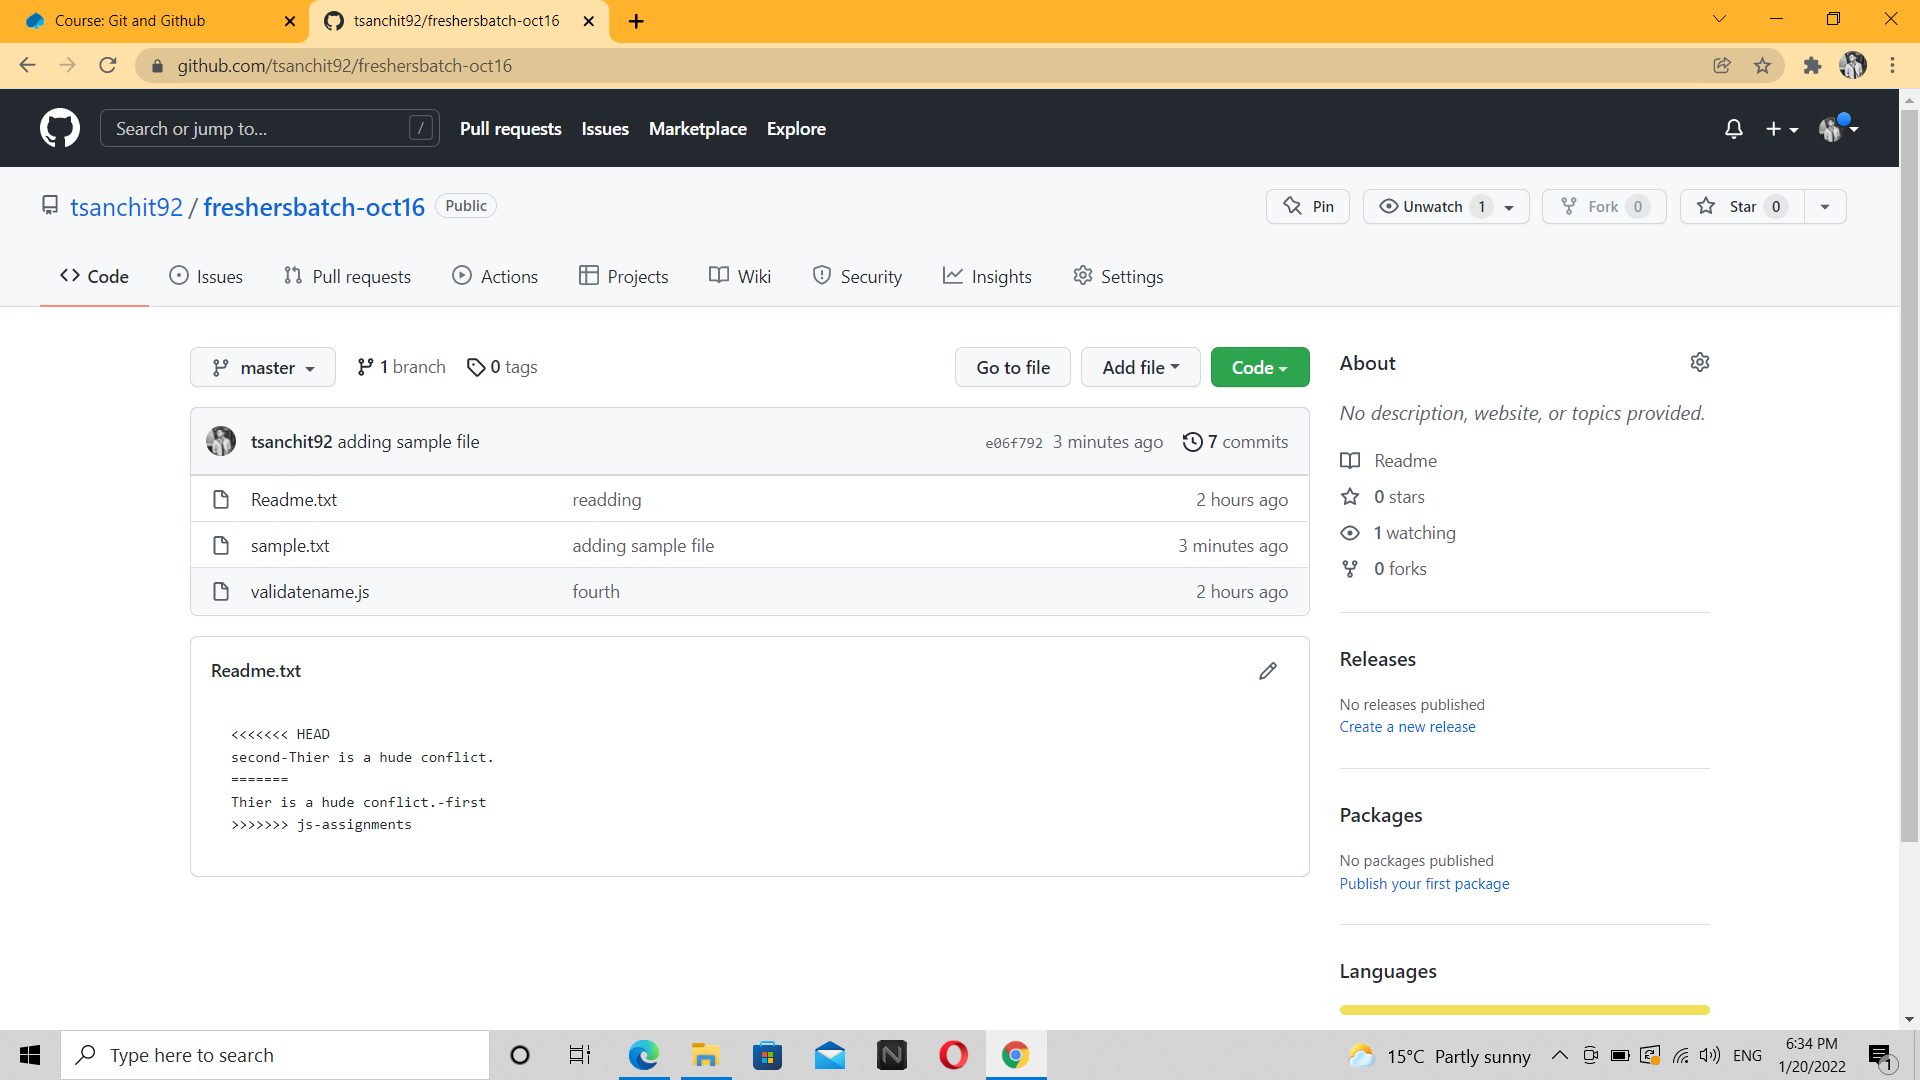 Course: Git and Github
tsanchit92/freshersbatch-oct16
github.com/tsanchit92/freshersbatch-oct16
Search or jump to... /
Pull requests Issues Marketplace Explore
tsanchit92 / freshersbatch-oct16 Public
Pin Unwatch 1 Fork 0 Star 0
Code Issues Pull requests Actions Projects Wiki Security Insights Settings
master 1 branch 0 tags Go to file Add file Code
tsanchit92 adding sample file e06f792 3 minutes ago 7 commits
Readme.txt readding 2 hours ago
sample.txt adding sample file 3 minutes ago
validatename.js fourth 2 hours ago
Readme.txt
<<<<<<< HEAD
second-Thier is a hude conflict.
=======
Thier is a hude conflict.-first
>>>>>>> js-assignments
About
No description, website, or topics provided.
Readme
0 stars
1 watching
0 forks
Releases
No releases published
Create a new release
Packages
No packages published
Publish your first package
Languages
Type here to search
N
15°C Partly sunny
ENG
6:34 PM
1/20/2022
1